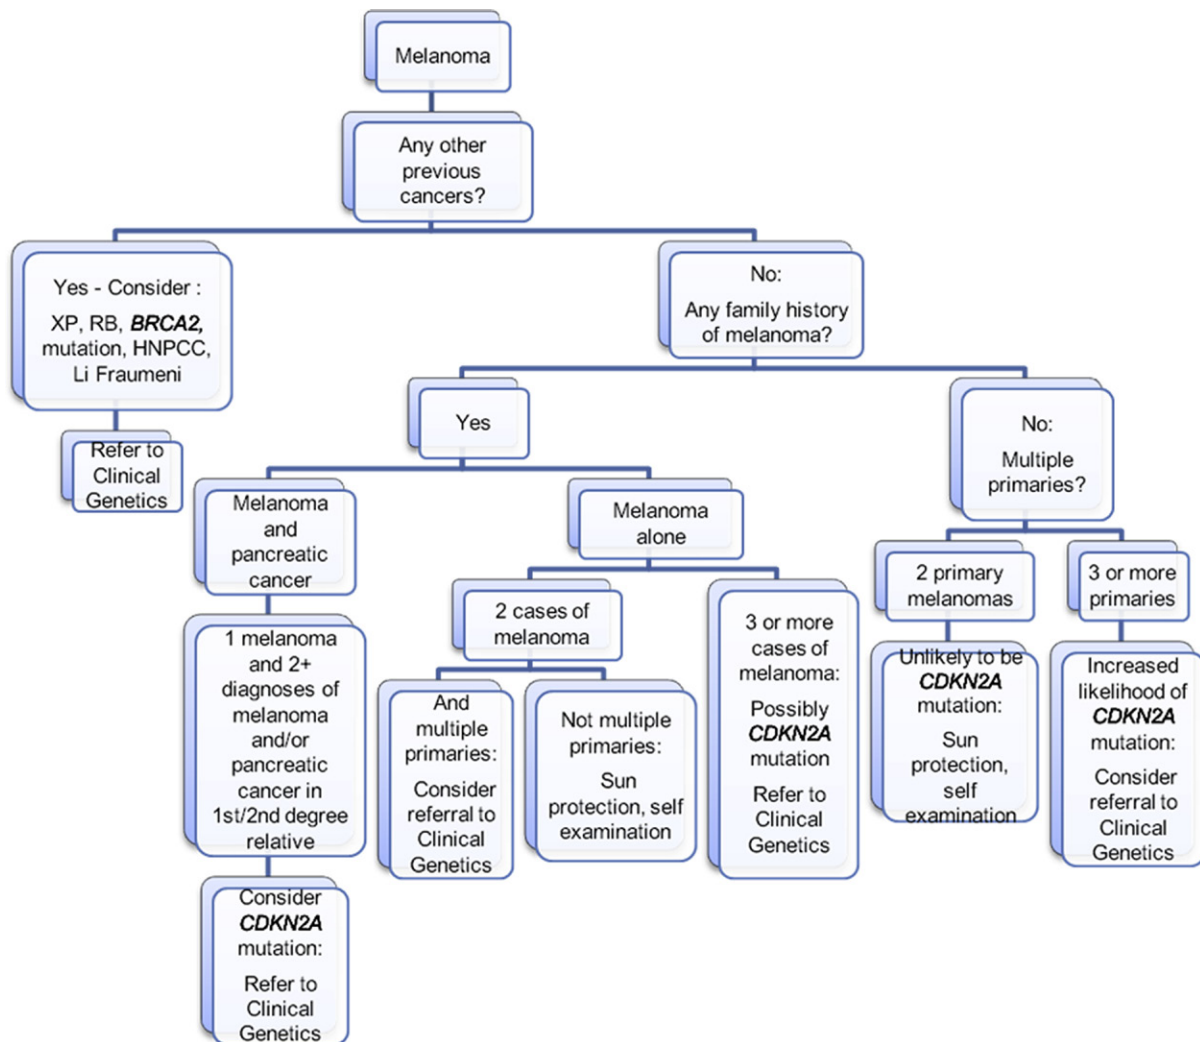 Melanoma
Any other
previous
cancers?
Yes - Consider :
XP, RB, BRCA2,
mutation, HNPCC,
Li Fraumeni
Refer to
Clinical
Genetics
No:
Any family history
of melanoma?
Yes
Melanoma
and
pancreatic
cancer
1 melanoma
and 2+
diagnoses of
melanoma
and/or
pancreatic
cancer in
1st/2nd degree
relative
Consider
CDKN2A
mutation:
Refer to
Clinical
Genetics
Melanoma
alone
2 cases of
melanoma
And
multiple
primaries:
Consider
referral to
Clinical
Genetics
Not multiple
primaries:
Sun
protection, self
examination
3 or more
cases of
melanoma:
Possibly
CDKN2A
mutation
Refer to
Clinical
Genetics
No:
Multiple
primaries?
2 primary
melanomas
Unlikely to be
CDKN2A
mutation:
Sun
protection,
self
examination
3 or more
primaries
Increased
likelihood of
CDKN2A
mutation:
Consider
referral to
Clinical
Genetics